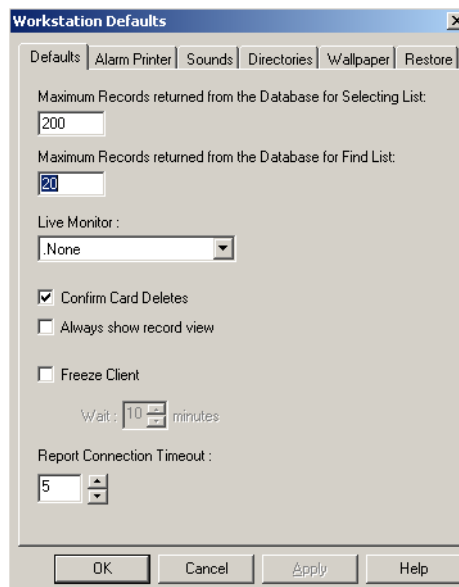 Workstation Defaults
Defaults Alarm Printer Sounds Directories Wallpaper Restore
Maximum Records returned from the Database for Selecting List:
200
Maximum Records returned from the Database for Find List:
20
Live Monitor :
.None
Confirm Card Deletes
Always show record view
Freeze Client
Wait : 10 minutes
Report Connection Timeout :
5
OK Cancel Apply Help